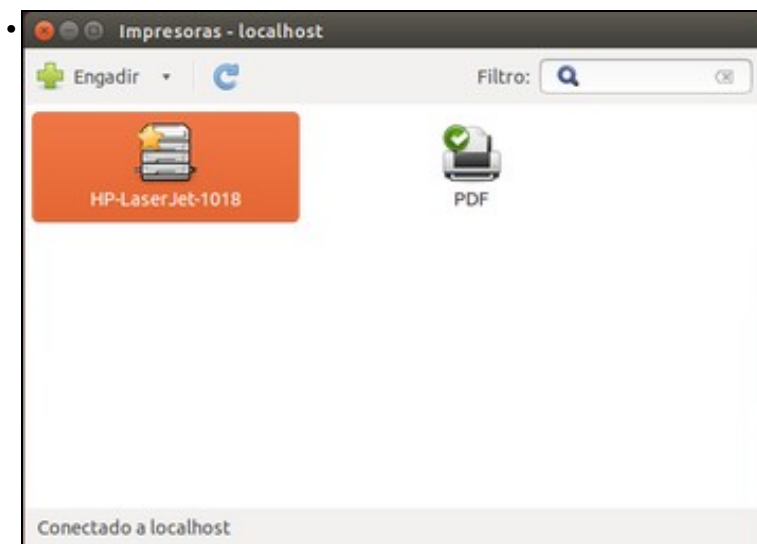 Impresoras - localhost
Engadir
Filtro:
HP-LaserJet-1018
PDF
Conectado a localhost